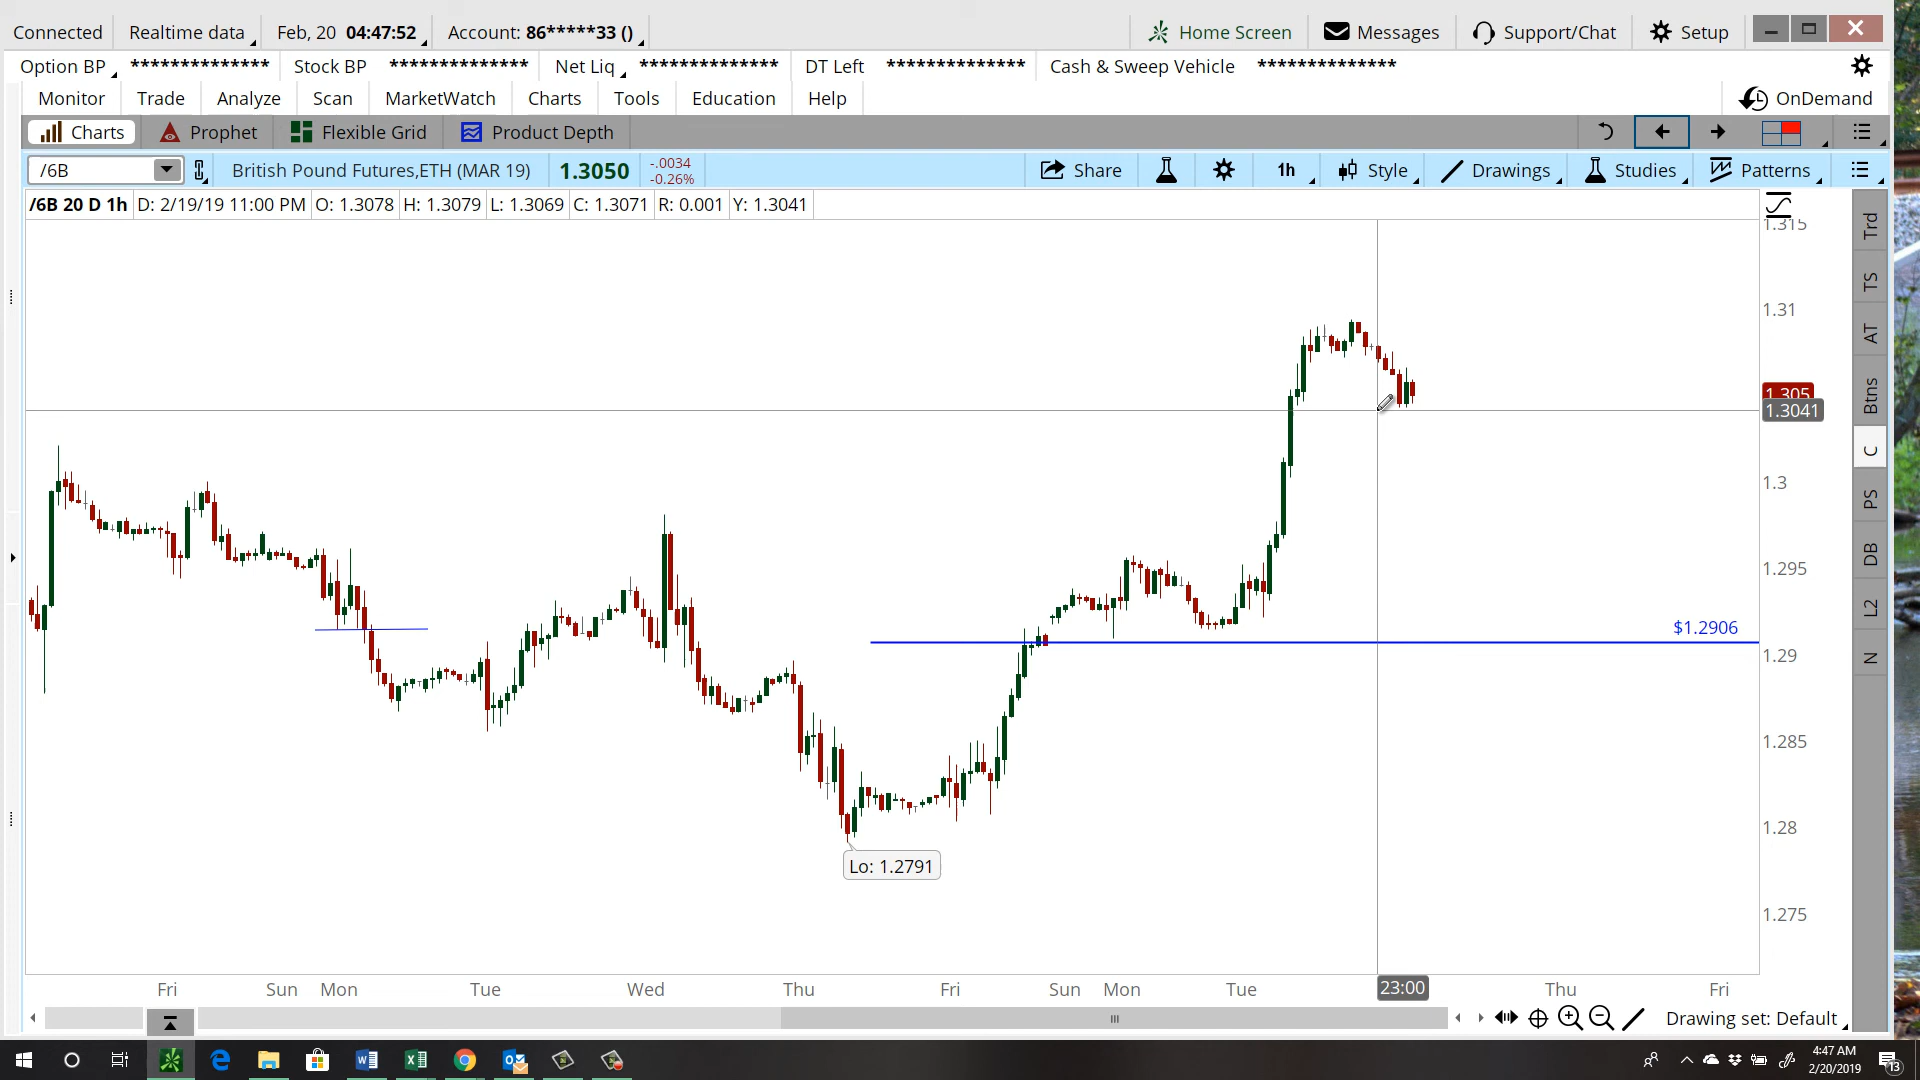 Connected Realtime data Feb, 20 04:47:52 Account: 86*****33 () Home Screen Messages Support/Chat Setup
Option BP ************** Stock BP ************** Net Liq ************** DT Left ************** Cash & Sweep Vehicle **************
Monitor Trade Analyze Scan MarketWatch Charts Tools Education Help OnDemand
Charts Prophet Flexible Grid Product Depth
/6B British Pound Futures,ETH (MAR 19) 1.3050 -.0034 Share 1h Style Drawings Studies Patterns
-0.26%
/6B 20 D 1h D: 2/19/19 11:00 PM O: 1.3078 H: 1.3079 L: 1.3069 C: 1.3071 R: 0.001 Y: 1.3041
1.315
Trd
TS
1.31
AT
1.305
Btns
1.3041
C
1.3
PS
DB
1.295
L2
$1.2906
1.29
N
1.285
1.28
Lo: 1.2791
1.275
Fri Sun Mon Tue Wed Thu Fri Sun Mon Tue 23:00 Thu Fri
Drawing set: Default
4:47 AM
2/20/2019
13